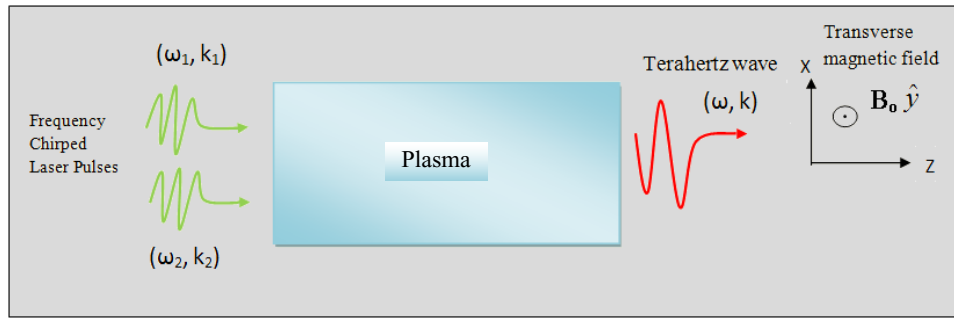 (ω₁, k₁)
Frequency
Chirped
Laser Pulses
(ω₂, k₂)
Plasma
Terahertz wave
(ω, k)
Transverse
magnetic field
X
B₀ ŷ
Z